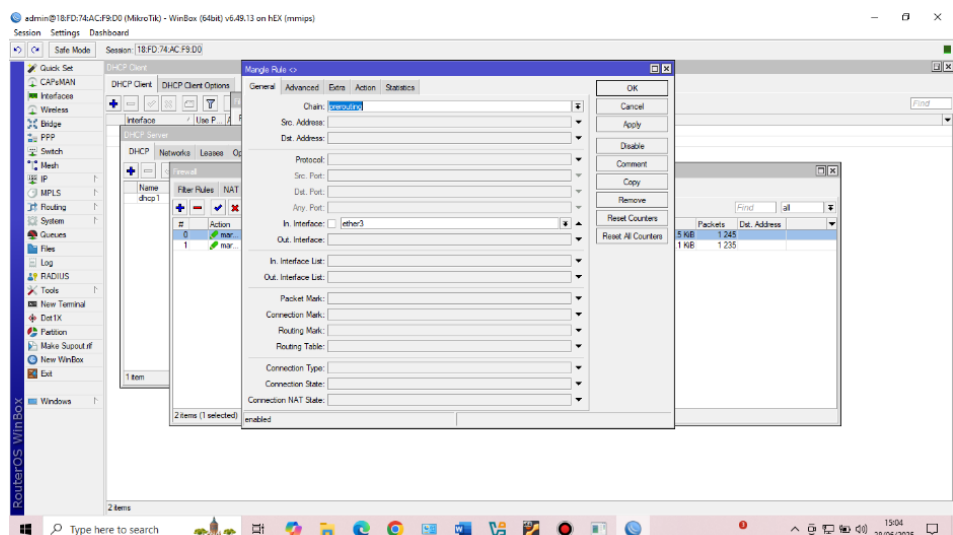 admin@18:FD:74:AC:F9:D0 (MikroTik) - WinBox (64bit) v6.49.13 on hEX (mmips)
Session Settings Dashboard
Safe Mode Session: 18:FD:74:AC:F9:D0
Quick Set
CAPsMAN
Interfaces
Wireless
Bridge
PPP
Switch
Mesh
IP
MPLS
Routing
System
Queues
Files
Log
RADIUS
Tools
New Terminal
Dot1X
Partition
Make Supout.rif
New WinBox
Exit
Windows
RouterOS WinBox
DHCP Client
DHCP Client DHCP Client Options
Find
Interface Use P...
DHCP Server
DHCP Networks Leases
Name
dhcp1
1 item
Firewall
Filter Rules NAT
Find all
# Action Packets Dst. Address
0 mar... .5 KiB 1 245
1 mar... .1 KiB 1 235
2 items (1 selected)
Mangle Rule <>
General Advanced Extra Action Statistics
Chain: prerouting
Src. Address:
Dst. Address:
Protocol:
Src. Port:
Dst. Port:
Any. Port:
In. Interface: ether3
Out. Interface:
In. Interface List:
Out. Interface List:
Packet Mark:
Connection Mark:
Routing Mark:
Routing Table:
Connection Type:
Connection State:
Connection NAT State:
enabled
OK
Cancel
Apply
Disable
Comment
Copy
Remove
Reset Counters
Reset All Counters
2 items
Type here to search
15:04